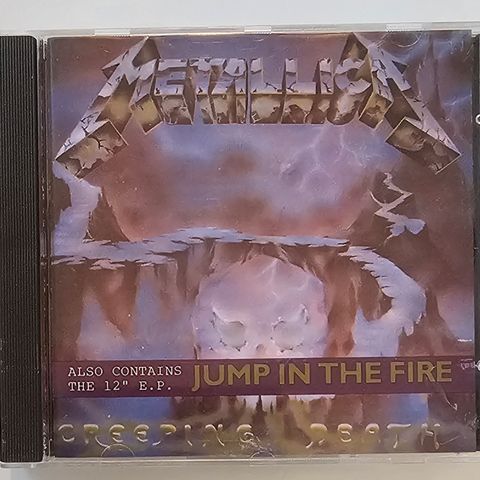 METALLICA
ALSO CONTAINS
THE 12" E.P. JUMP IN THE FIRE
CREEPING DEATH